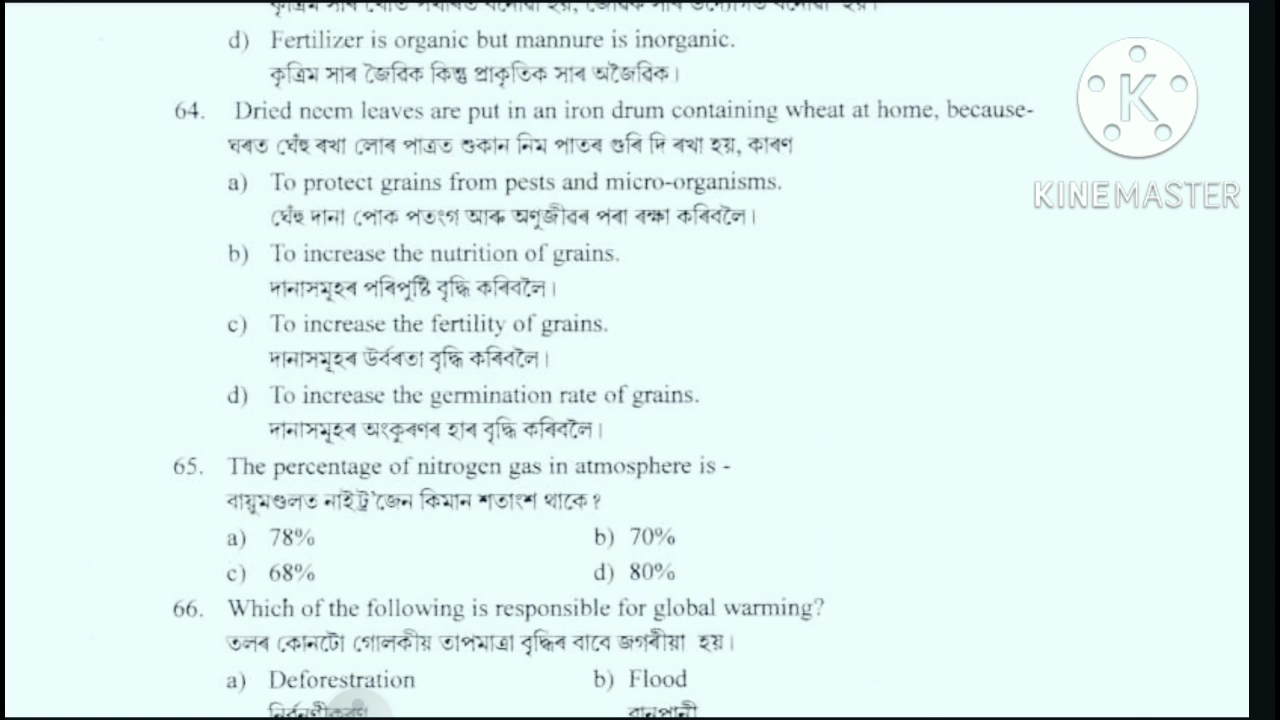 d) Fertilizer is organic but mannure is inorganic.
কৃত্ৰিম সাৰ জৈৱিক কিন্তু প্ৰাকৃতিক সাৰ অজৈৱিক।
64. Dried neem leaves are put in an iron drum containing wheat at home, because-
ঘৰত ঘেঁহু ৰখা লোৰ পাত্ৰত শুকান নিম পাতৰ গুৰি দি ৰখা হয়, কাৰণ
a) To protect grains from pests and micro-organisms.
ঘেঁহু দানা পোক পতংগ আৰু অণুজীৱৰ পৰা ৰক্ষা কৰিবলৈ।
b) To increase the nutrition of grains.
দানাসমূহৰ পৰিপুষ্টি বৃদ্ধি কৰিবলৈ।
c) To increase the fertility of grains.
দানাসমূহৰ উৰ্বৰতা বৃদ্ধি কৰিবলৈ।
d) To increase the germination rate of grains.
দানাসমূহৰ অংকুৰণৰ হাৰ বৃদ্ধি কৰিবলৈ।
65. The percentage of nitrogen gas in atmosphere is -
বায়ুমণ্ডলত নাইট্ৰ'জেন কিমান শতাংশ থাকে?
a) 78% b) 70%
c) 68% d) 80%
66. Which of the following is responsible for global warming?
তলৰ কোনটো গোলকীয় তাপমাত্ৰা বৃদ্ধিৰ বাবে জগৰীয়া হয়।
a) Deforestration b) Flood
বানপানী
K
KINEMASTER